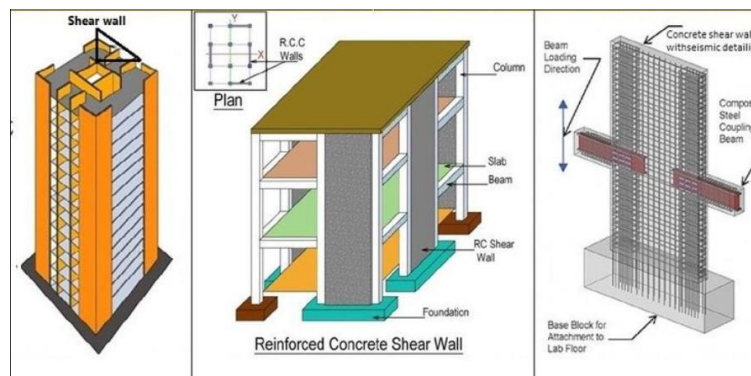 Shear wall
Y
X
R.C.C
Walls
Plan
Column
Slab
Beam
RC Shear
Wall
Foundation
Reinforced Concrete Shear Wall
Beam
Loading
Direction
Concrete shear wal
withseismic detaili
Compos
Steel
Coupling
Beam
Base Block for
Attachment to
Lab Floor